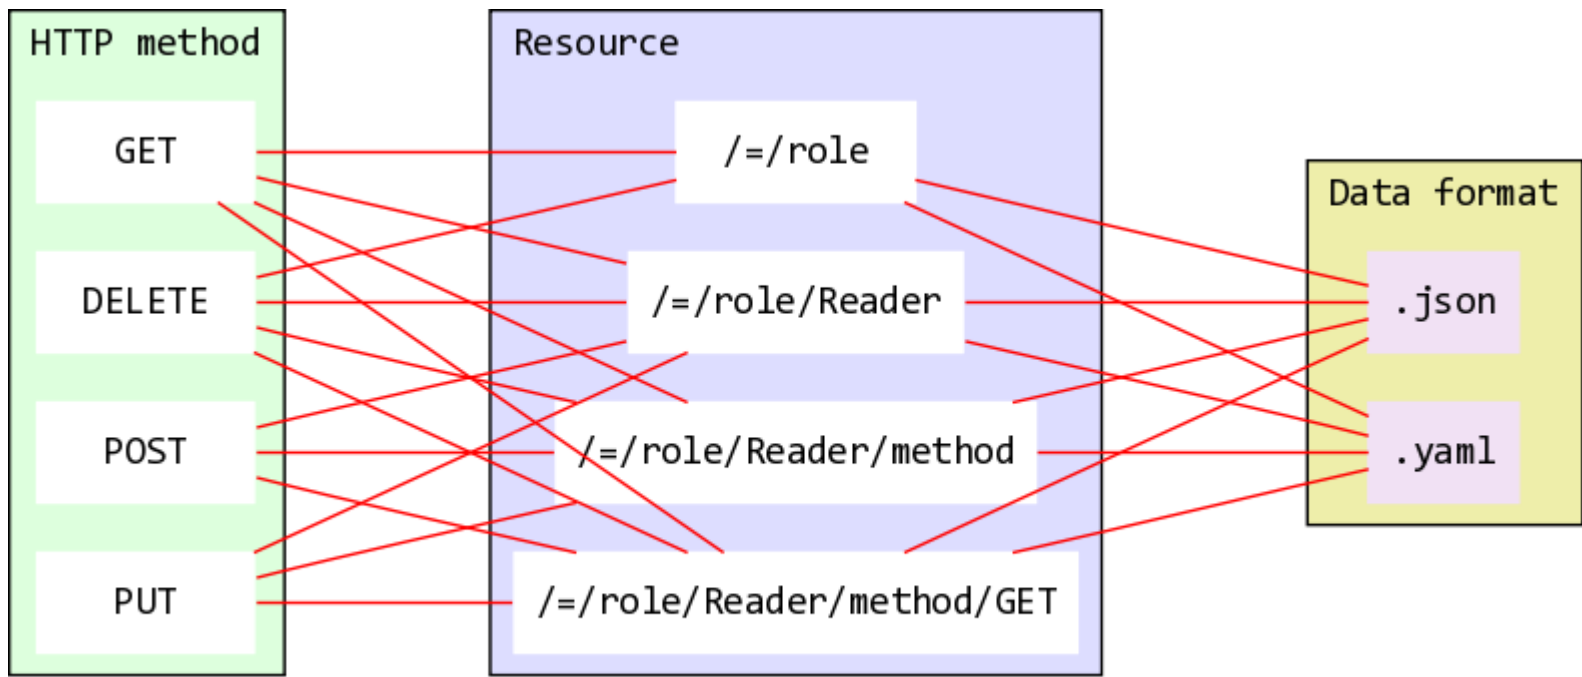 HTTP method
GET
DELETE
POST
PUT
Resource
/=/role
/=/role/Reader
/=/role/Reader/method
/=/role/Reader/method/GET
Data format
.json
.yaml